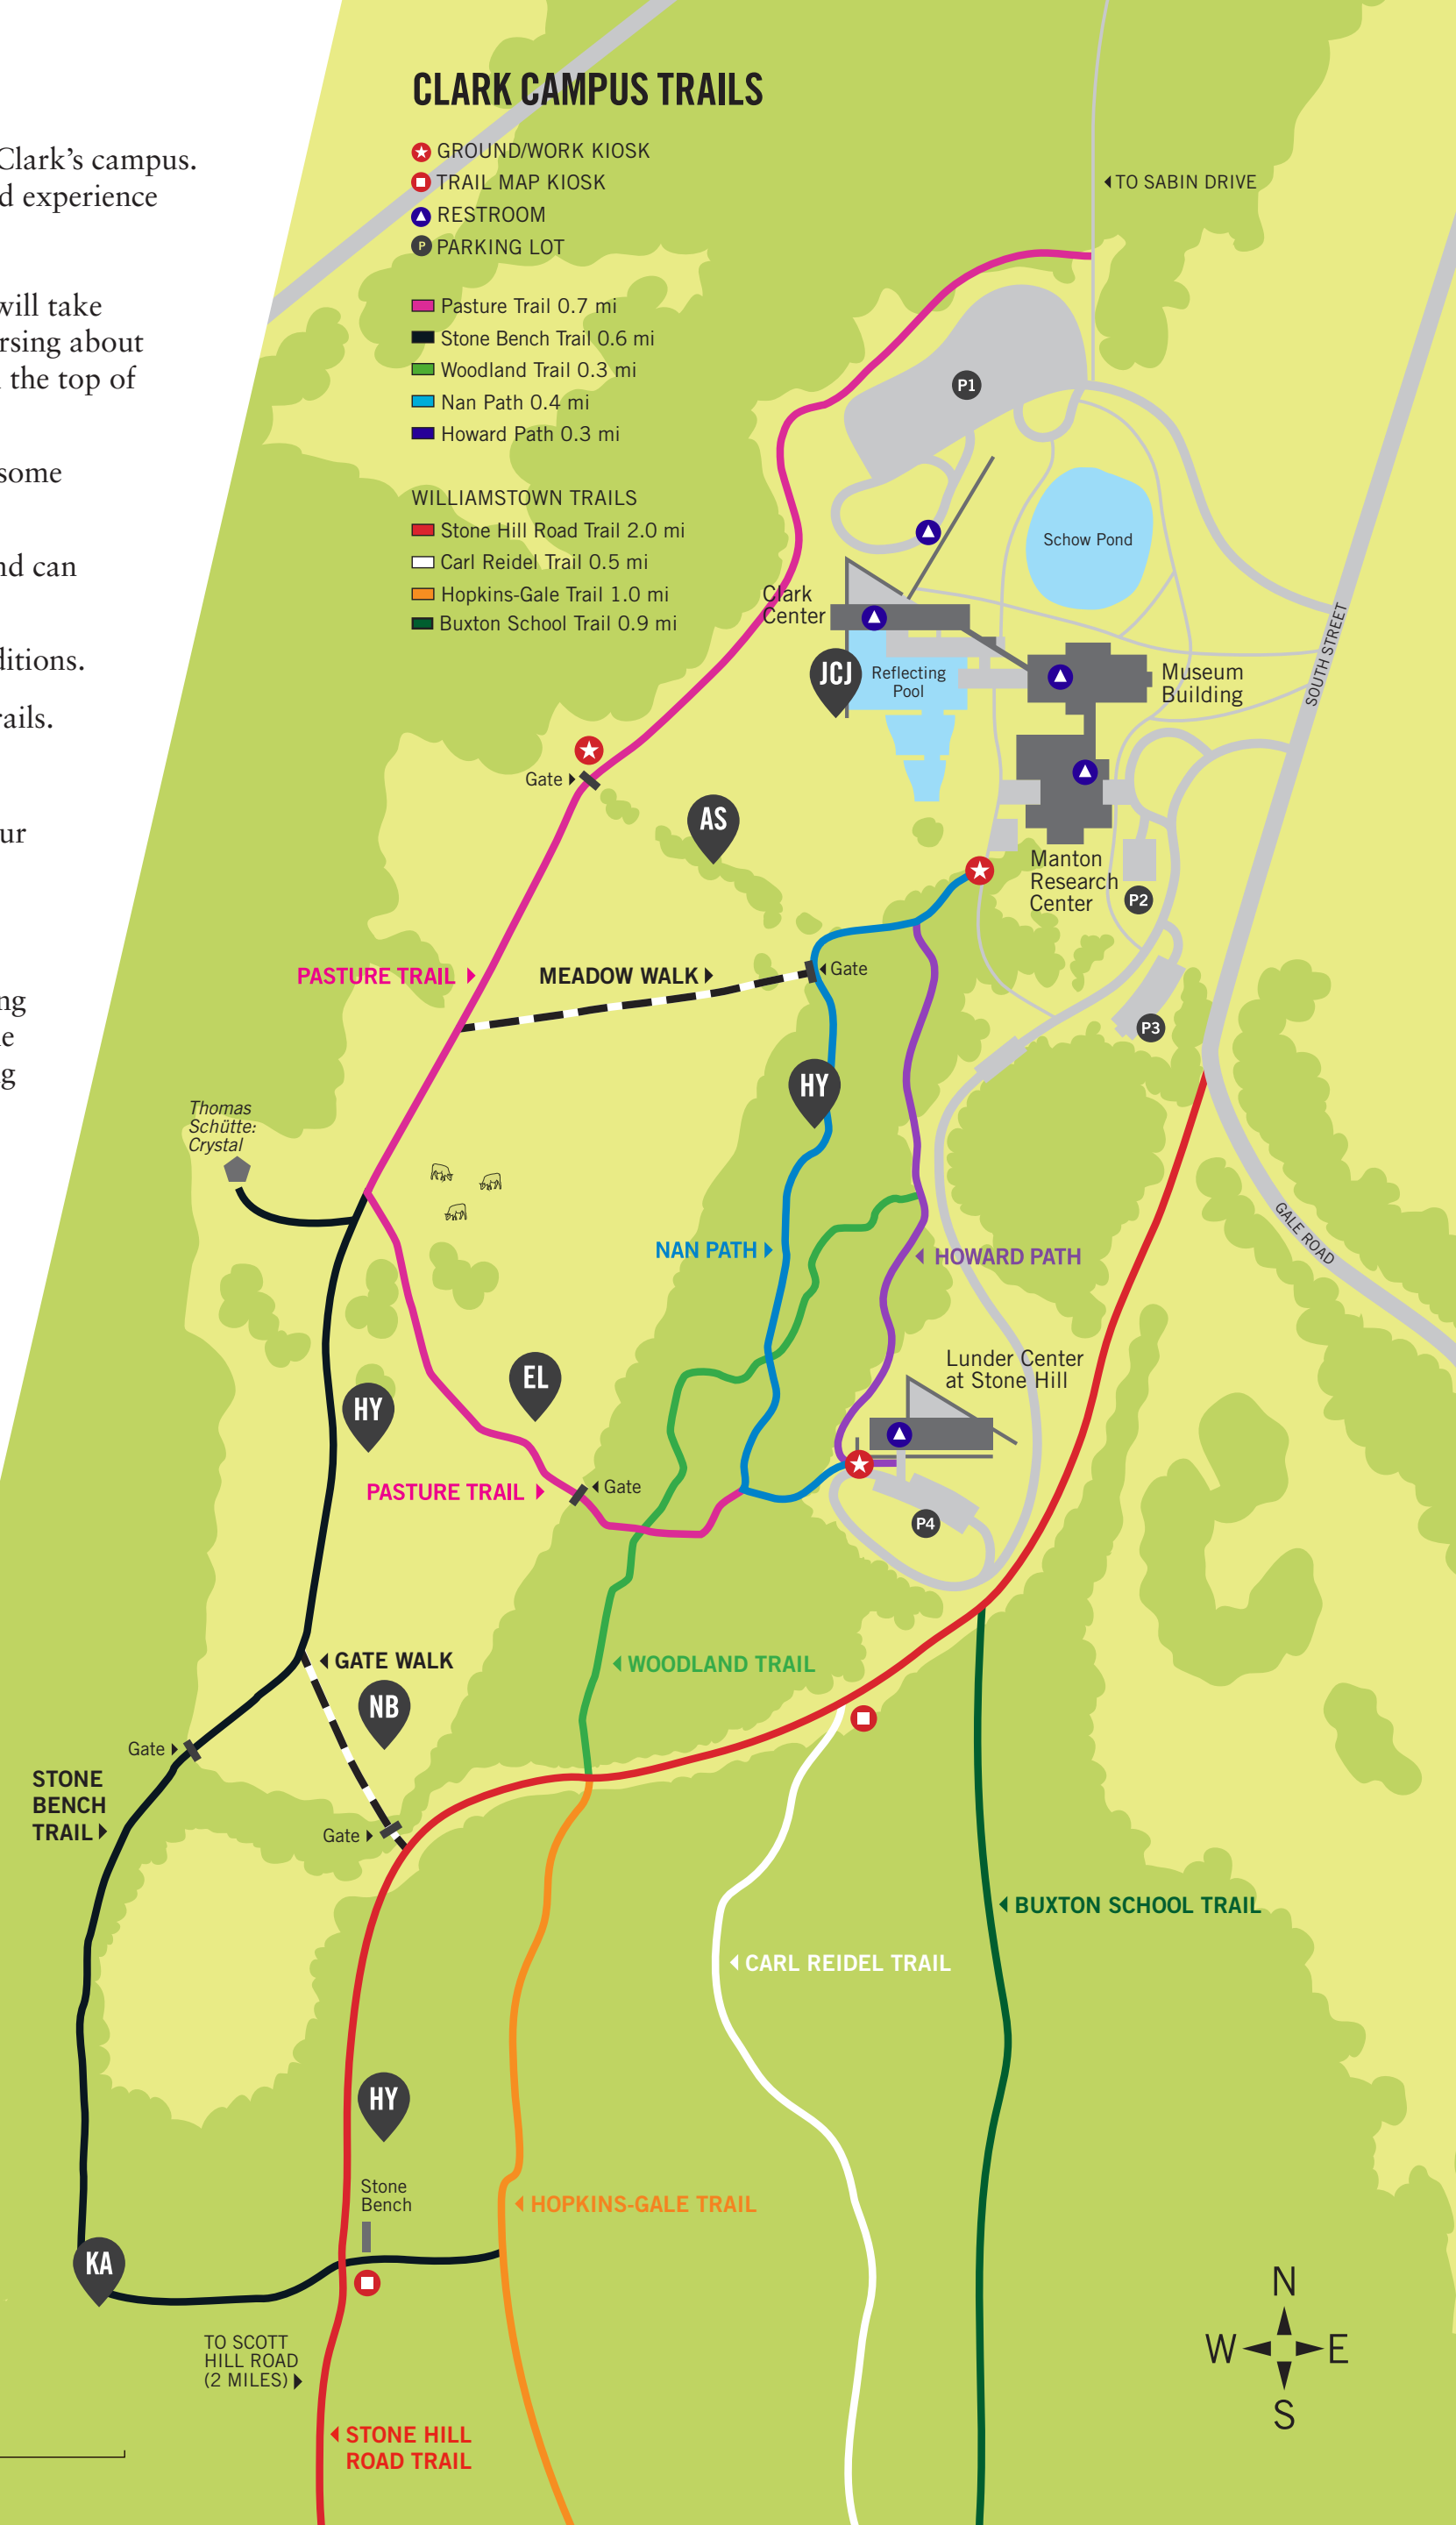 Clark’s campus.
d experience
will take
rsing about
the top of
some
nd can
ditions.
rails.
ur
ng
e
g
CLARK CAMPUS TRAILS
GROUND/WORK KIOSK
TRAIL MAP KIOSK
RESTROOM
P PARKING LOT
Pasture Trail 0.7 mi
Stone Bench Trail 0.6 mi
Woodland Trail 0.3 mi
Nan Path 0.4 mi
Howard Path 0.3 mi
WILLIAMSTOWN TRAILS
Stone Hill Road Trail 2.0 mi
Carl Reidel Trail 0.5 mi
Hopkins-Gale Trail 1.0 mi
Buxton School Trail 0.9 mi
TO SABIN DRIVE
P1
Schow Pond
Clark
Center
JCJ
Reflecting
Pool
Museum
Building
SOUTH STREET
Gate
AS
Manton
Research
Center
P2
PASTURE TRAIL
MEADOW WALK
Gate
P3
HY
Thomas
Schütte:
Crystal
NAN PATH
HOWARD PATH
GALE ROAD
Lunder Center
at Stone Hill
EL
HY
PASTURE TRAIL
Gate
P4
GATE WALK
WOODLAND TRAIL
NB
Gate
STONE
BENCH
TRAIL
Gate
BUXTON SCHOOL TRAIL
CARL REIDEL TRAIL
HY
Stone
Bench
HOPKINS-GALE TRAIL
KA
TO SCOTT
HILL ROAD
(2 MILES)
STONE HILL
ROAD TRAIL
N
W E
S